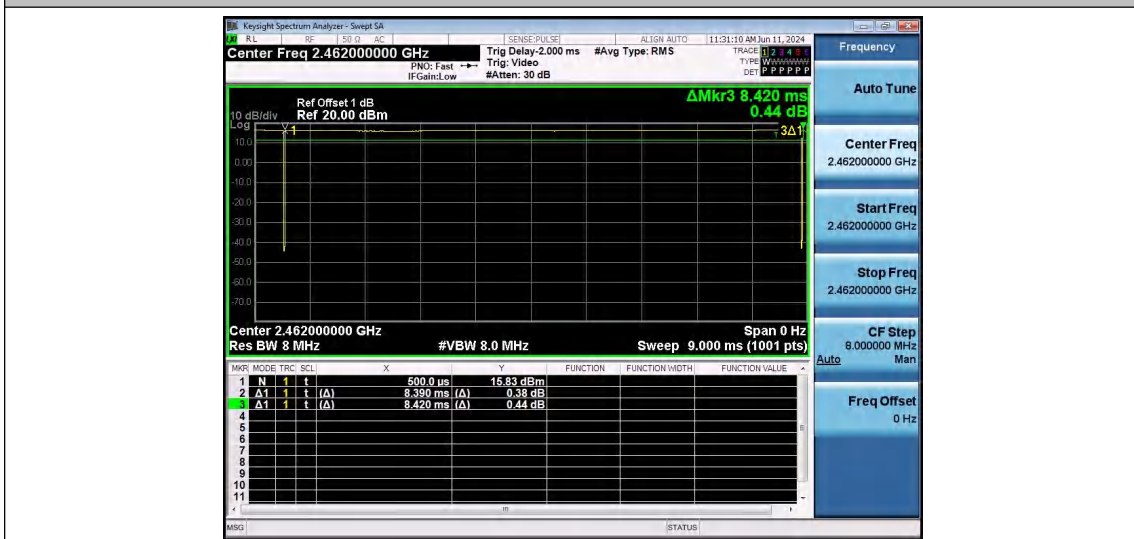 Keysight Spectrum Analyzer - Swept SA
RL RF 50 Ω AC SENSE:PULSE ALIGN AUTO 11:31:10 AM Jun 11, 2024
Center Freq 2.462000000 GHz Trig Delay-2.000 ms #Avg Type: RMS TRACE 1 2 3 4 5 6
PNO: Fast Trig: Video TYPE W
IFGain:Low #Atten: 30 dB DET P P P P P P
Frequency
Auto Tune
Center Freq
2.462000000 GHz
Start Freq
2.462000000 GHz
Stop Freq
2.462000000 GHz
CF Step
8.000000 MHz
Auto Man
Freq Offset
0 Hz
ΔMkr3 8.420 ms
0.44 dB
Ref Offset 1 dB
10 dB/div Ref 20.00 dBm
Log
1 3Δ1
10.0
0.00
-10.0
-20.0
-30.0
-40.0
-50.0
-60.0
-70.0
Center 2.462000000 GHz Span 0 Hz
Res BW 8 MHz #VBW 8.0 MHz Sweep 9.000 ms (1001 pts)
MKR MODE TRC SCL X Y FUNCTION FUNCTION WIDTH FUNCTION VALUE
1 N 1 t 500.0 us 15.83 dBm
2 Δ1 1 t (Δ) 8.390 ms (Δ) 0.38 dB
3 Δ1 1 t (Δ) 8.420 ms (Δ) 0.44 dB
4
5
6
7
8
9
10
11
MSG STATUS